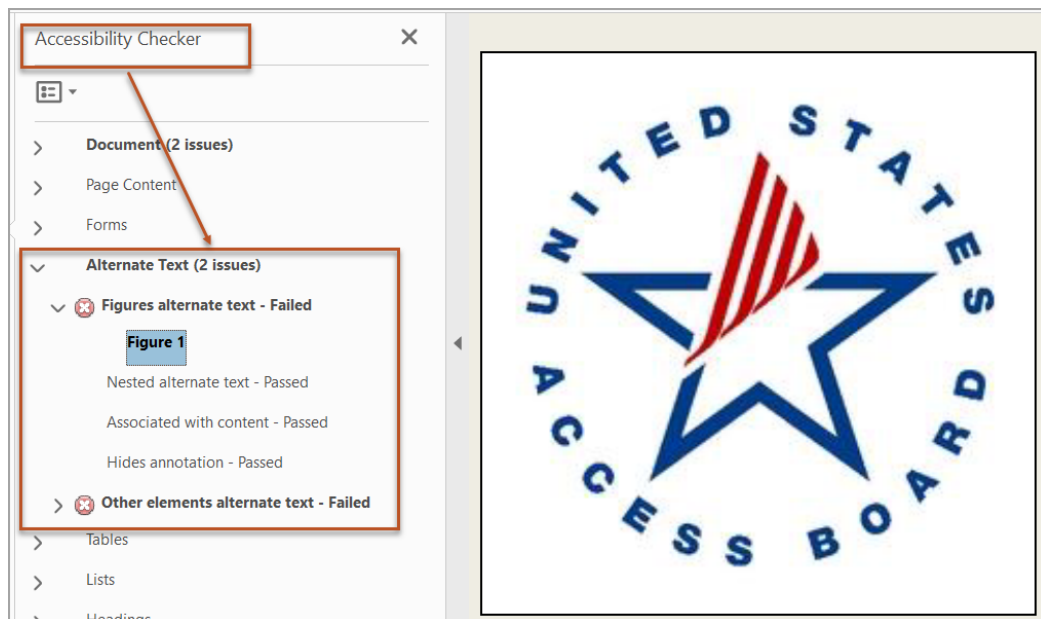 Accessibility Checker
Document (2 issues)
Page Content
Forms
Alternate Text (2 issues)
Figures alternate text - Failed
Figure 1
Nested alternate text - Passed
Associated with content - Passed
Hides annotation - Passed
Other elements alternate text - Failed
Tables
Lists
Headings
UNITED STATES
ACCESS BOARD